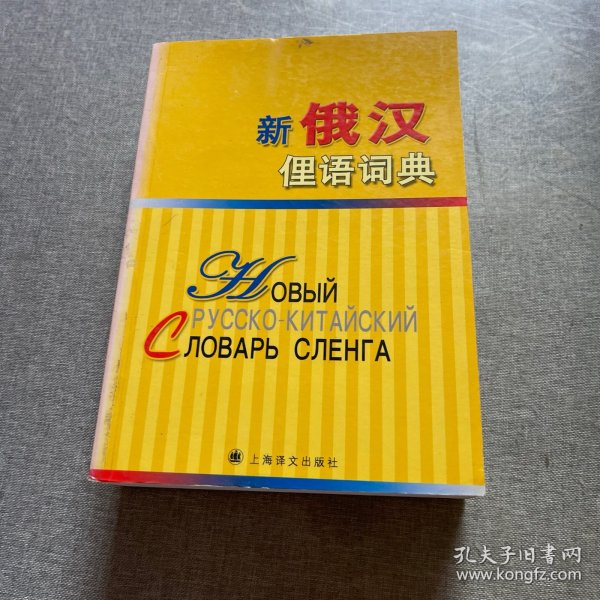 新 俄汉
俚语词典
Новый
РУССКО-КИТАЙСКИЙ
Словарь сленга
上海译文出版社
孔夫子旧书网
www.kongfz.com